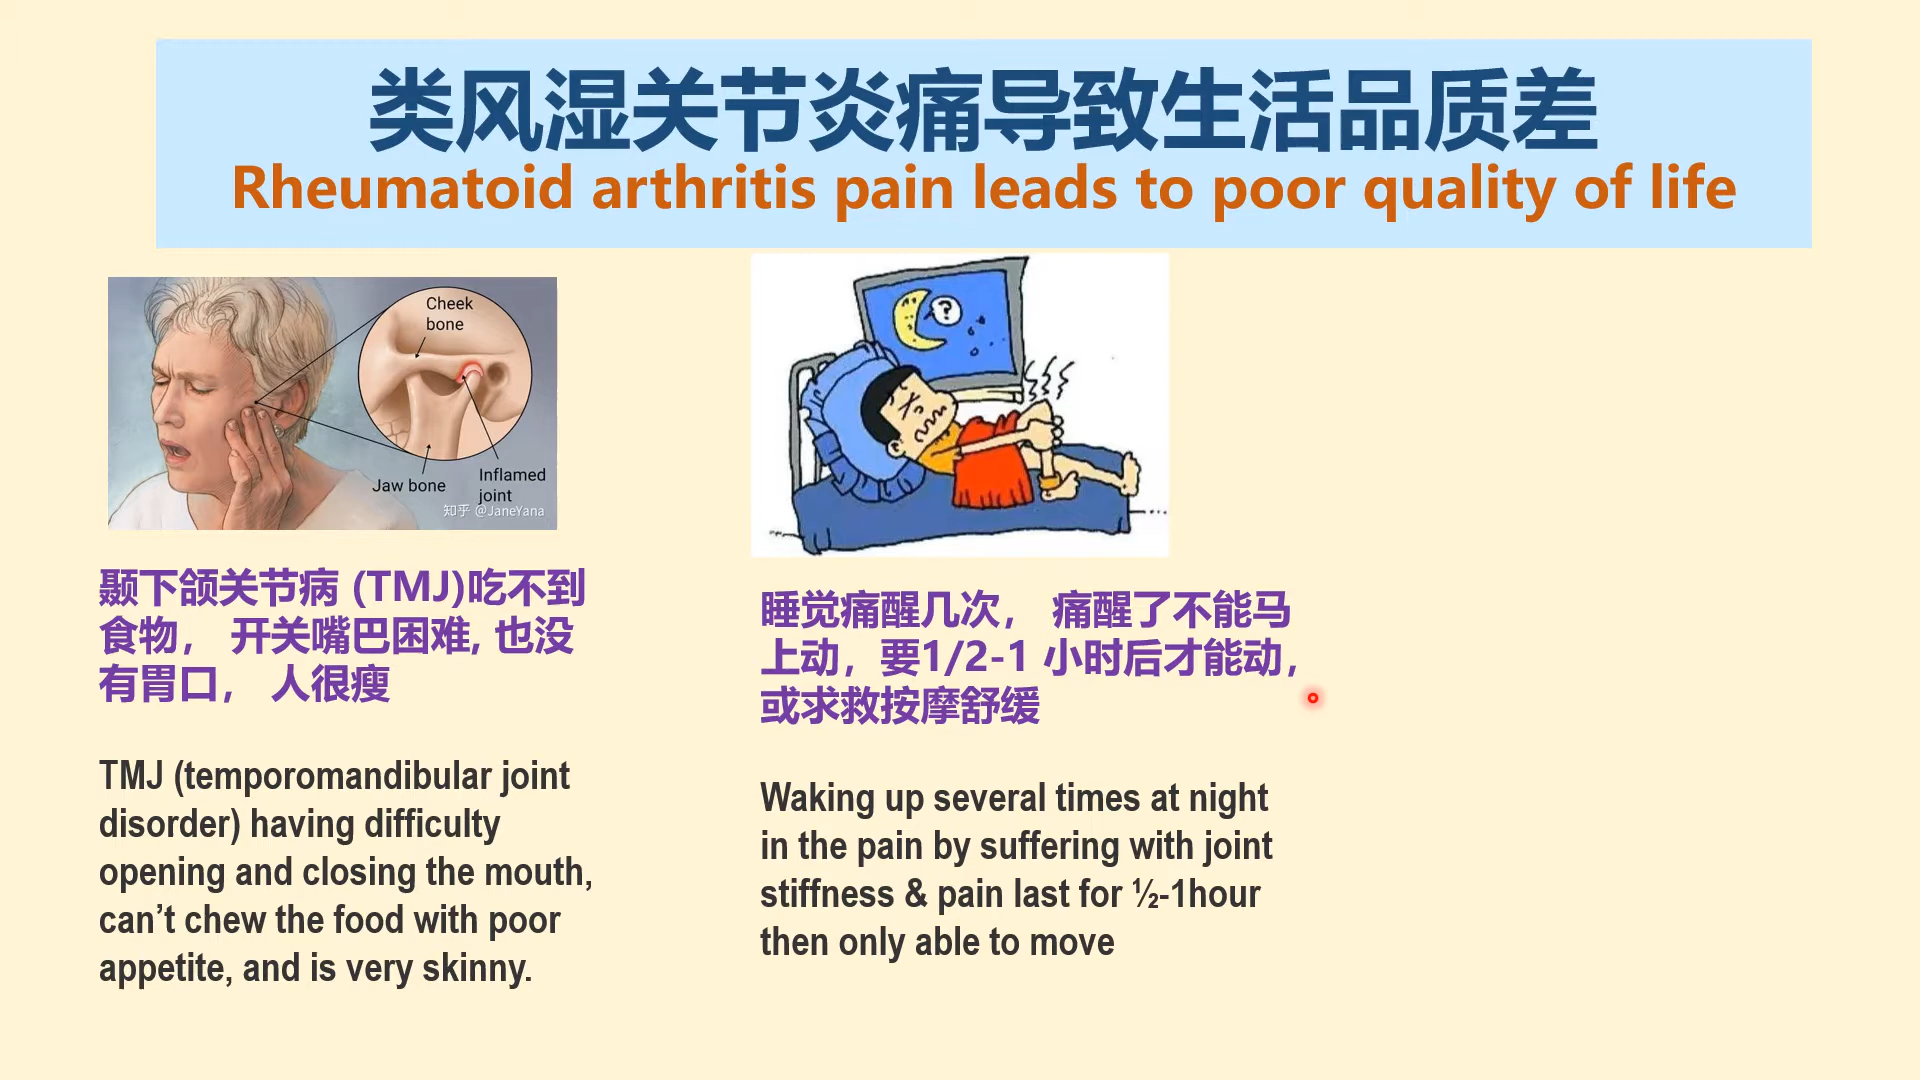 类风湿关节炎痛导致生活品质差
Rheumatoid arthritis pain leads to poor quality of life
Cheek
bone
Jaw bone
Inflamed
joint
知乎 @JaneYana
?
颞下颌关节病 (TMJ)吃不到
食物， 开关嘴巴困难, 也没
有胃口， 人很瘦
TMJ (temporomandibular joint
disorder) having difficulty
opening and closing the mouth,
can’t chew the food with poor
appetite, and is very skinny.
睡觉痛醒几次， 痛醒了不能马
上动，要1/2-1 小时后才能动，
或求救按摩舒缓
Waking up several times at night
in the pain by suffering with joint
stiffness & pain last for ½-1hour
then only able to move